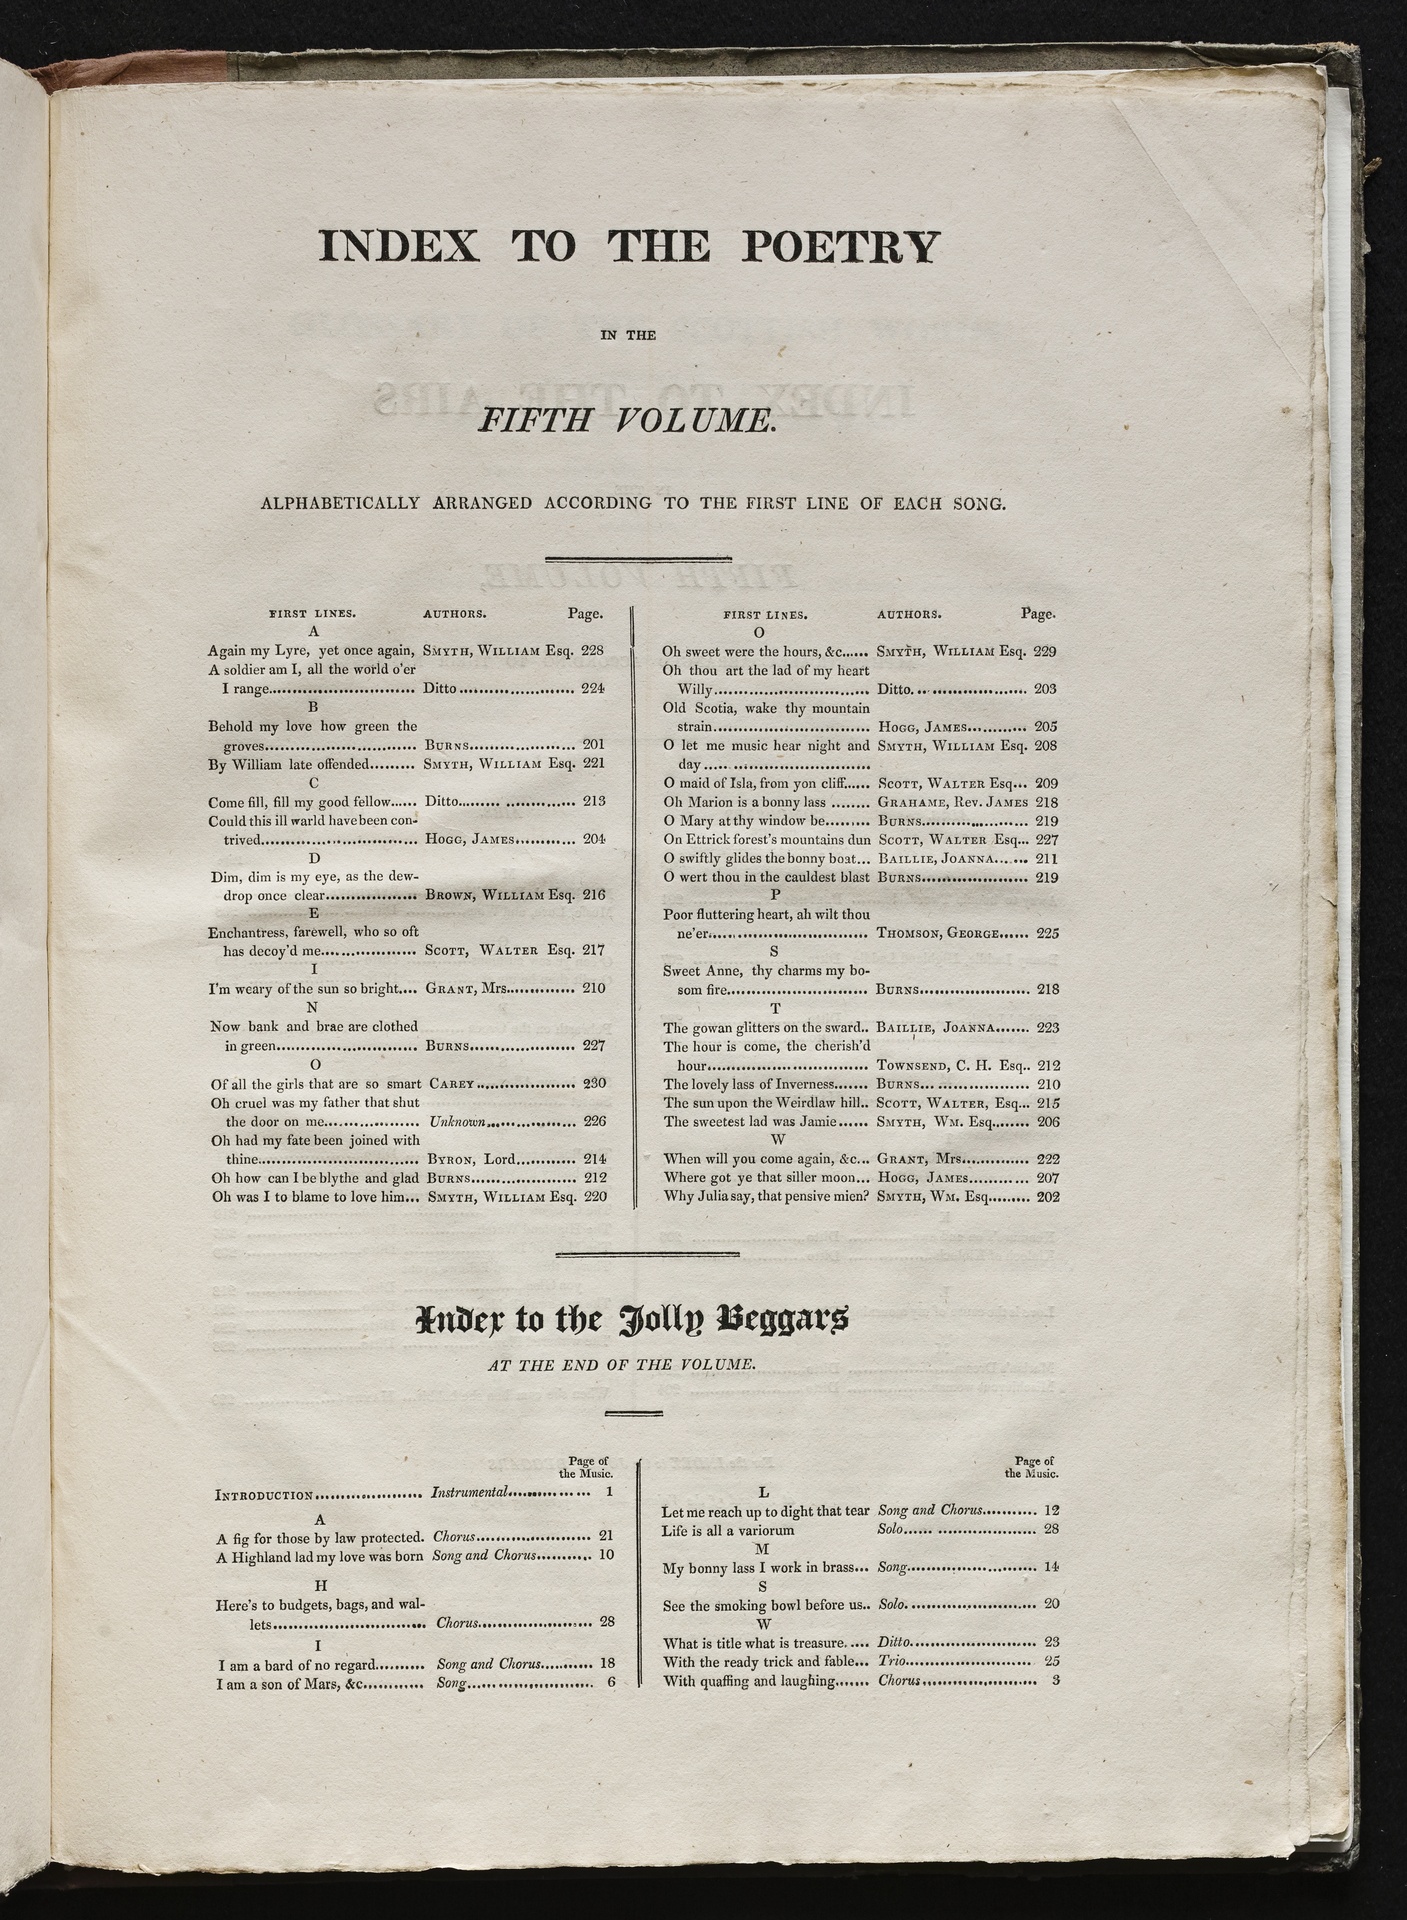 INDEX TO THE POETRY
IN THE
FIFTH VOLUME.
ALPHABETICALLY ARRANGED ACCORDING TO THE FIRST LINE OF EACH SONG.
FIRST LINES. AUTHORS. Page.
A
Again my Lyre, yet once again, SMYTH, WILLIAM Esq. 228
A soldier am I, all the world o'er
I range............................ Ditto ...................... 224
B
Behold my love how green the
groves............................. BURNS..................... 201
By William late offended......... SMYTH, WILLIAM Esq. 221
C
Come fill, fill my good fellow...... Ditto......... .............. 213
Could this ill warld have been con-
trived.............................. HOGG, JAMES............ 204
D
Dim, dim is my eye, as the dew-
drop once clear.................. BROWN, WILLIAM Esq. 216
E
Enchantress, farewell, who so oft
has decoy'd me................... SCOTT, WALTER Esq. 217
I
I'm weary of the sun so bright.... GRANT, Mrs.............. 210
N
Now bank and brae are clothed
in green............................ BURNS..................... 227
O
Of all the girls that are so smart CAREY.................... 230
Oh cruel was my father that shut
the door on me................... Unknown.................. 226
Oh had my fate been joined with
thine................................ BYRON, Lord............ 214
Oh how can I be blythe and glad BURNS..................... 212
Oh was I to blame to love him... SMYTH, WILLIAM Esq. 220
FIRST LINES. AUTHORS. Page.
O
Oh sweet were the hours, &c...... SMYTH, WILLIAM Esq. 229
Oh thou art the lad of my heart
Willy............................... Ditto....................... 203
Old Scotia, wake thy mountain
strain............................... HOGG, JAMES........... 205
O let me music hear night and SMYTH, WILLIAM Esq. 208
day .................................
O maid of Isla, from yon cliff...... SCOTT, WALTER Esq... 209
Oh Marion is a bonny lass ........ GRAHAME, Rev. JAMES 218
O Mary at thy window be......... BURNS..................... 219
On Ettrick forest's mountains dun SCOTT, WALTER Esq... 227
O swiftly glides the bonny boat... BAILLIE, JOANNA....... 211
O wert thou in the cauldest blast BURNS..................... 219
P
Poor fluttering heart, ah wilt thou
ne'er................................ THOMSON, GEORGE...... 225
S
Sweet Anne, thy charms my bo-
som fire............................ BURNS...................... 218
T
The gowan glitters on the sward.. BAILLIE, JOANNA....... 223
The hour is come, the cherish'd
hour................................ TOWNSEND, C. H. Esq.. 212
The lovely lass of Inverness....... BURNS..................... 210
The sun upon the Weirdlaw hill.. SCOTT, WALTER, Esq... 215
The sweetest lad was Jamie...... SMYTH, WM. Esq........ 206
W
When will you come again, &c... GRANT, Mrs.............. 222
Where got ye that siller moon... HOGG, JAMES............ 207
Why Julia say, that pensive mien? SMYTH, WM. Esq......... 202
Index to the Jolly Beggars
AT THE END OF THE VOLUME.
Page of
the Music.
INTRODUCTION..................... Instrumental................ 1
A
A fig for those by law protected. Chorus....................... 21
A Highland lad my love was born Song and Chorus........... 10
H
Here's to budgets, bags, and wal-
lets.............................. Chorus....................... 28
I
I am a bard of no regard.......... Song and Chorus........... 18
I am a son of Mars, &c............ Song......................... 6
Page of
the Music.
L
Let me reach up to dight that tear Song and Chorus........... 12
Life is all a variorum Solo...... .................... 28
M
My bonny lass I work in brass... Song.......................... 14
S
See the smoking bowl before us.. Solo.......................... 20
W
What is title what is treasure..... Ditto......................... 23
With the ready trick and fable... Trio.......................... 25
With quaffing and laughing....... Chorus....................... 3